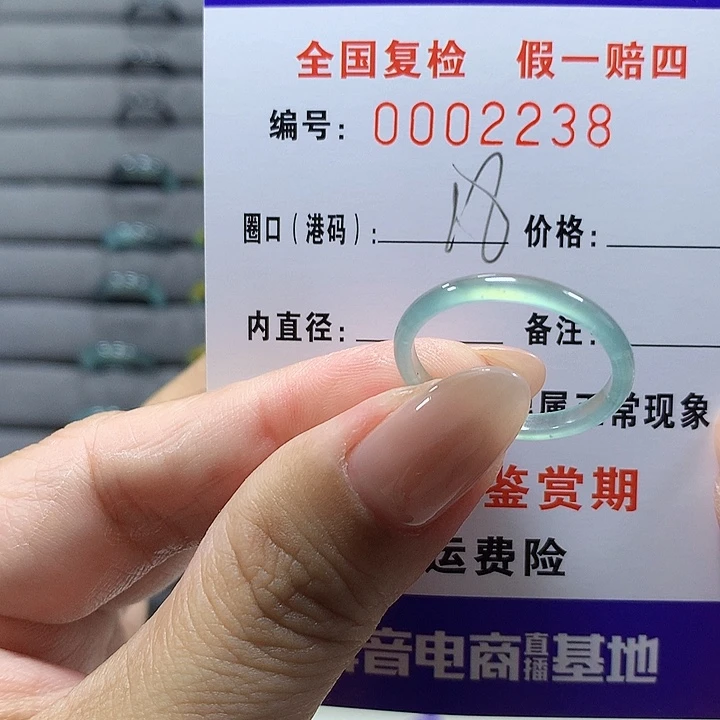 全国复检 假一赔四
编号: 0002238
圈口(港码): 18 价格:
内直径: 备注:
属正常现象
鉴赏期
运费险
音电商直播基地